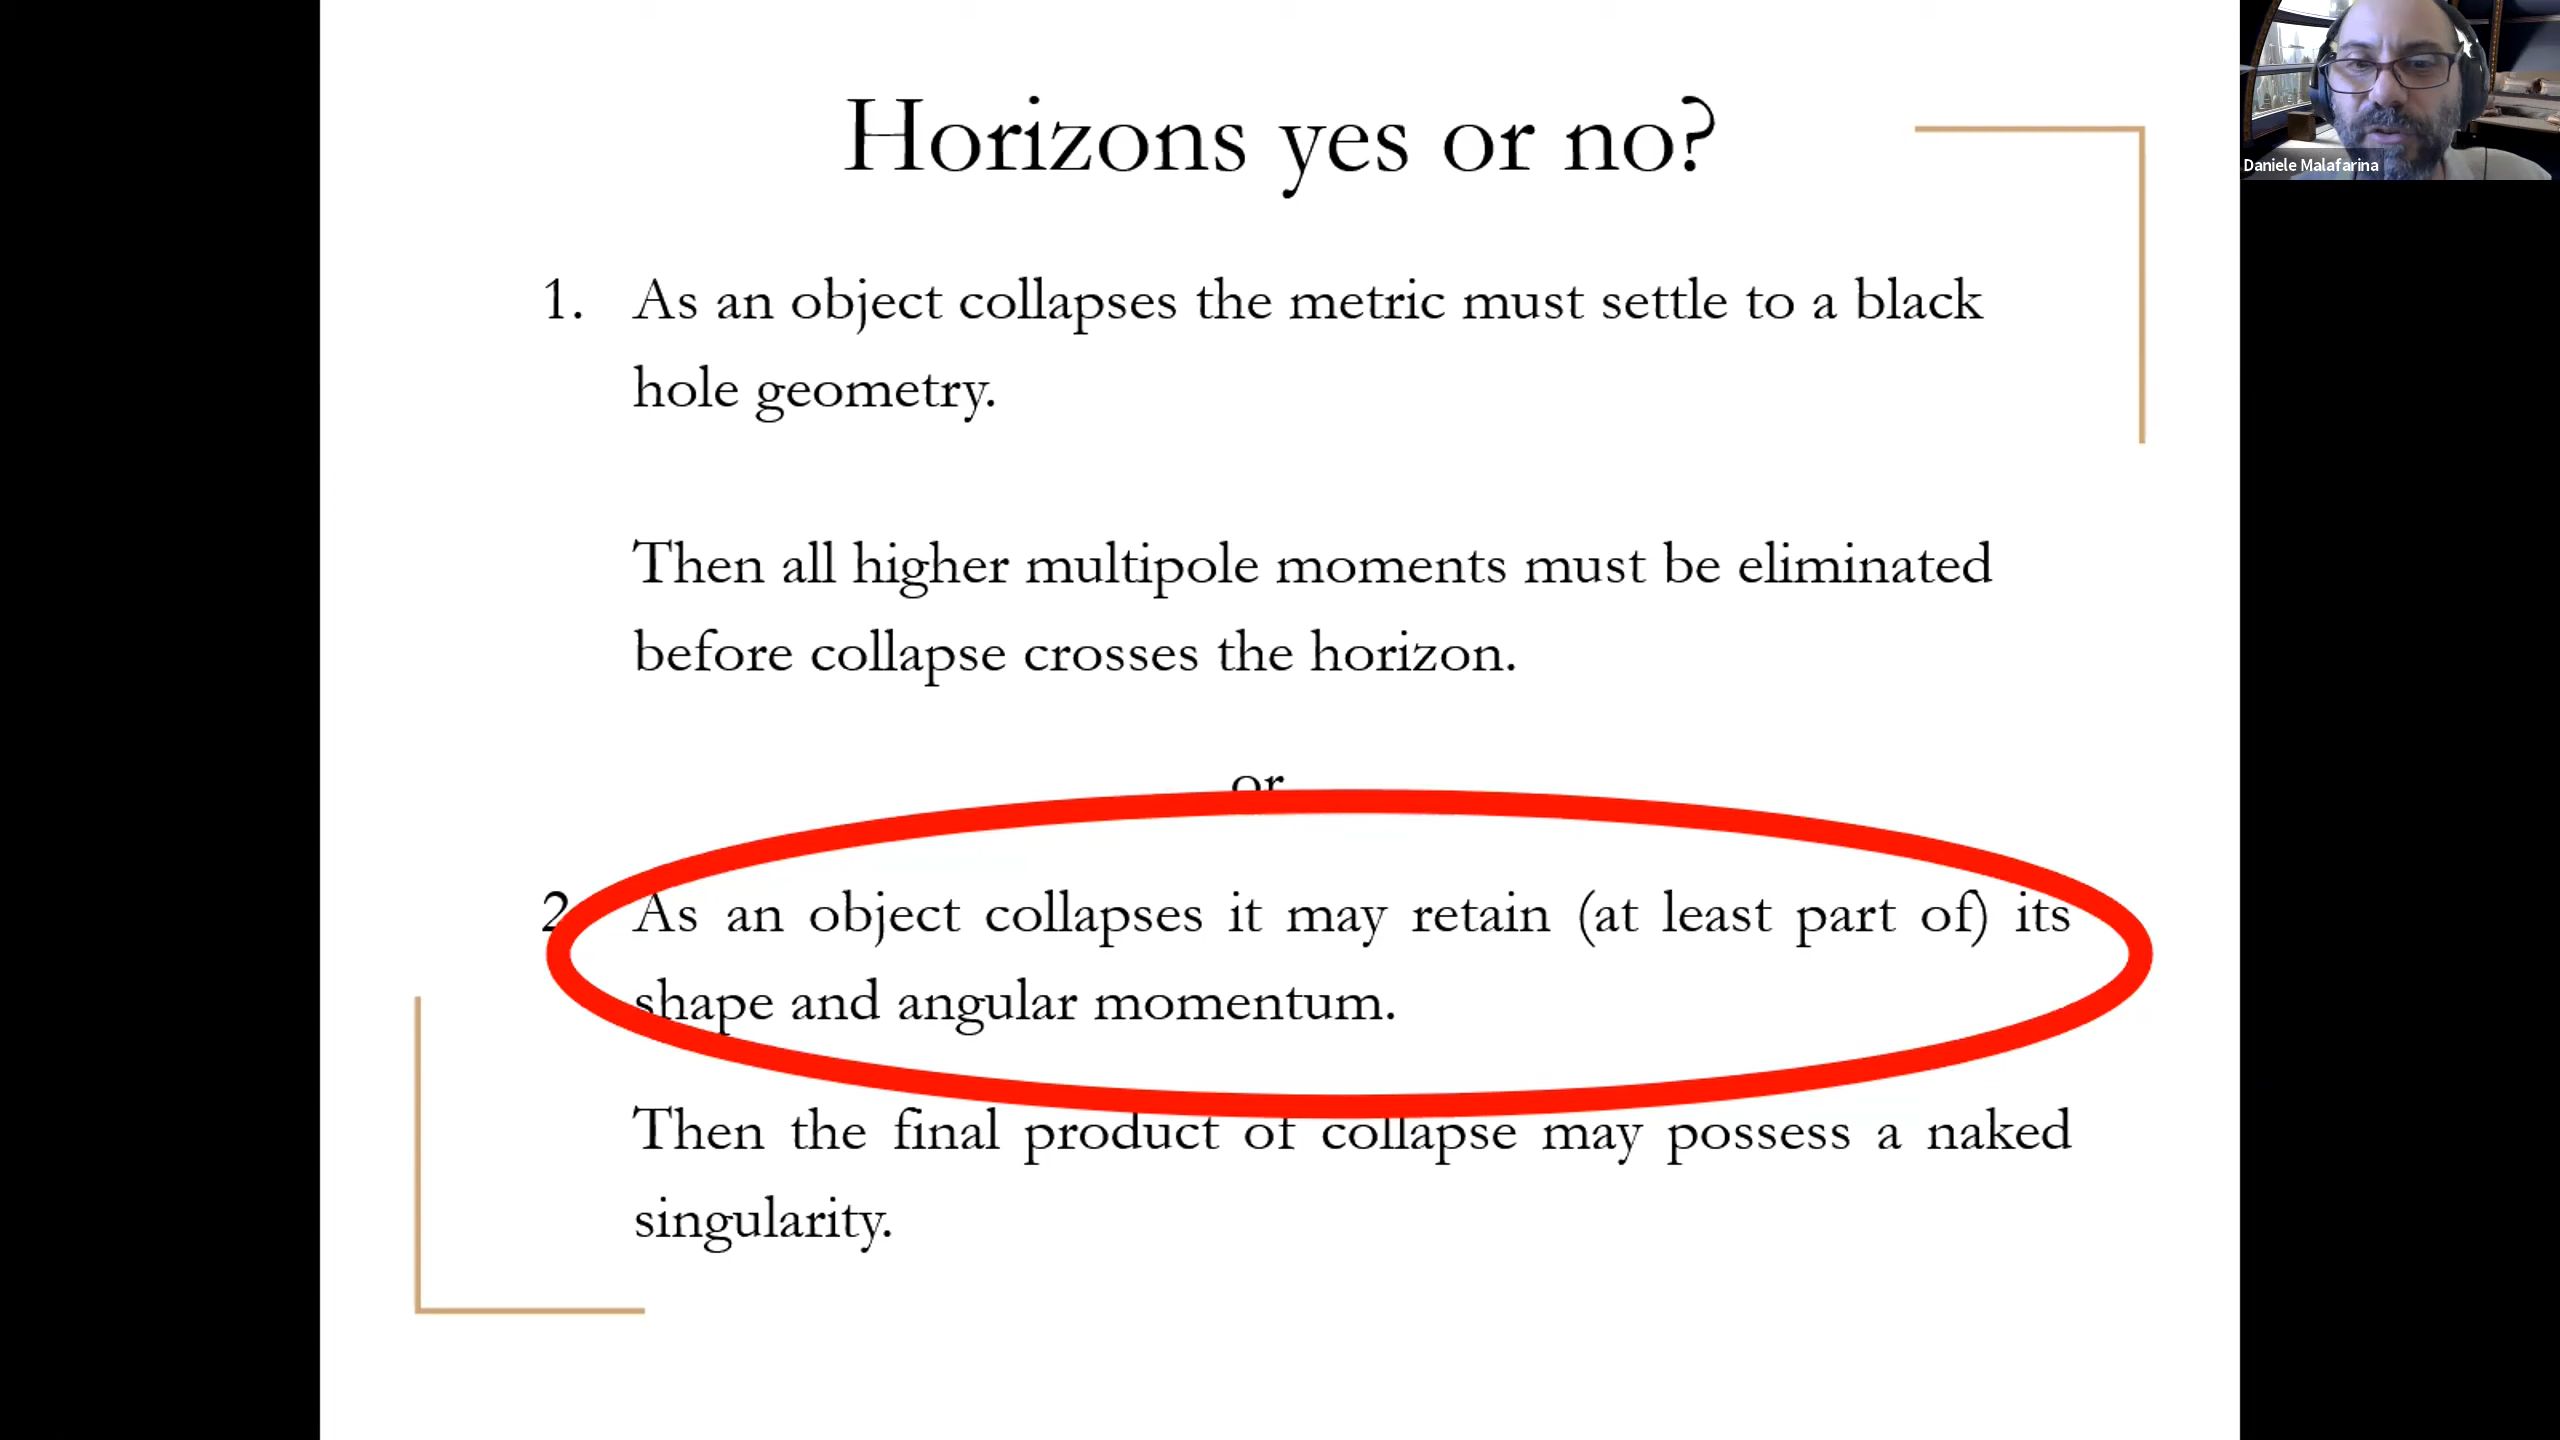 Horizons yes or no?
Daniele Malafarina
1. As an object collapses the metric must settle to a black
hole geometry.
Then all higher multipole moments must be eliminated
before collapse crosses the horizon.
or
2. As an object collapses it may retain (at least part of) its
shape and angular momentum.
Then the final product of collapse may possess a naked
singularity.